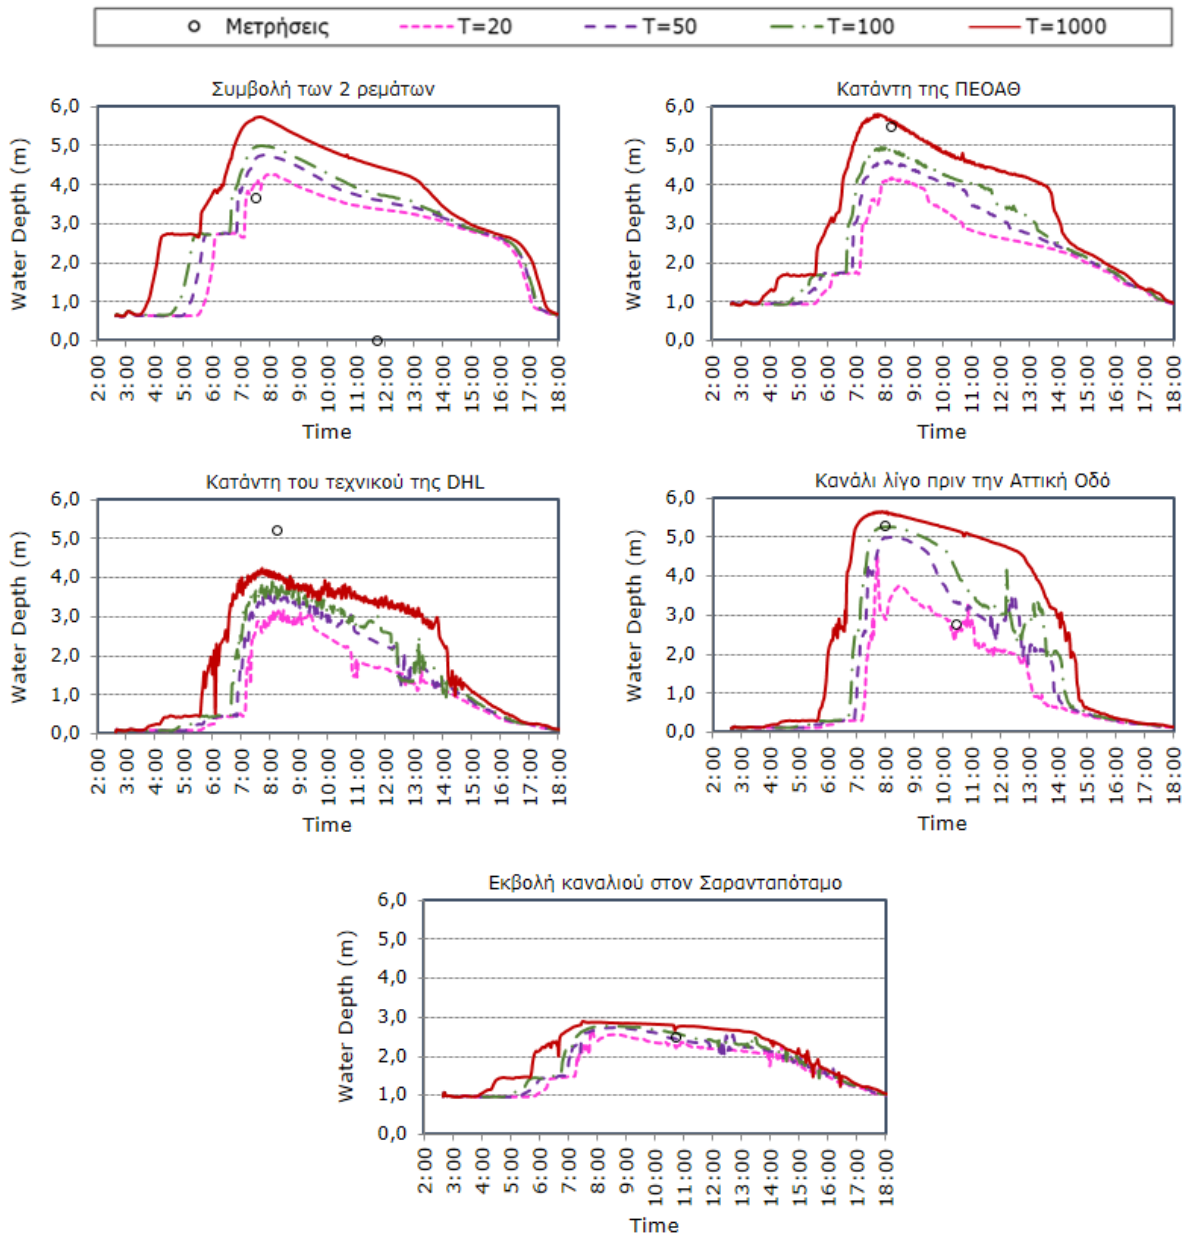 Μετρήσεις T=20 T=50 T=100 T=1000
Συμβολή των 2 ρεμάτων
Water Depth (m)
6,0
5,0
4,0
3,0
2,0
1,0
0,0
2:00 3:00 4:00 5:00 6:00 7:00 8:00 9:00 10:00 11:00 12:00 13:00 14:00 15:00 16:00 17:00 18:00
Time
Κατάντη της ΠΕΟΑΘ
Water Depth (m)
6,0
5,0
4,0
3,0
2,0
1,0
0,0
2:00 3:00 4:00 5:00 6:00 7:00 8:00 9:00 10:00 11:00 12:00 13:00 14:00 15:00 16:00 17:00 18:00
Time
Κατάντη του τεχνικού της DHL
Water Depth (m)
6,0
5,0
4,0
3,0
2,0
1,0
0,0
2:00 3:00 4:00 5:00 6:00 7:00 8:00 9:00 10:00 11:00 12:00 13:00 14:00 15:00 16:00 17:00 18:00
Time
Κανάλι λίγο πριν την Αττική Οδό
Water Depth (m)
6,0
5,0
4,0
3,0
2,0
1,0
0,0
2:00 3:00 4:00 5:00 6:00 7:00 8:00 9:00 10:00 11:00 12:00 13:00 14:00 15:00 16:00 17:00 18:00
Time
Εκβολή καναλιού στον Σαρανταπόταμο
Water Depth (m)
6,0
5,0
4,0
3,0
2,0
1,0
0,0
2:00 3:00 4:00 5:00 6:00 7:00 8:00 9:00 10:00 11:00 12:00 13:00 14:00 15:00 16:00 17:00 18:00
Time